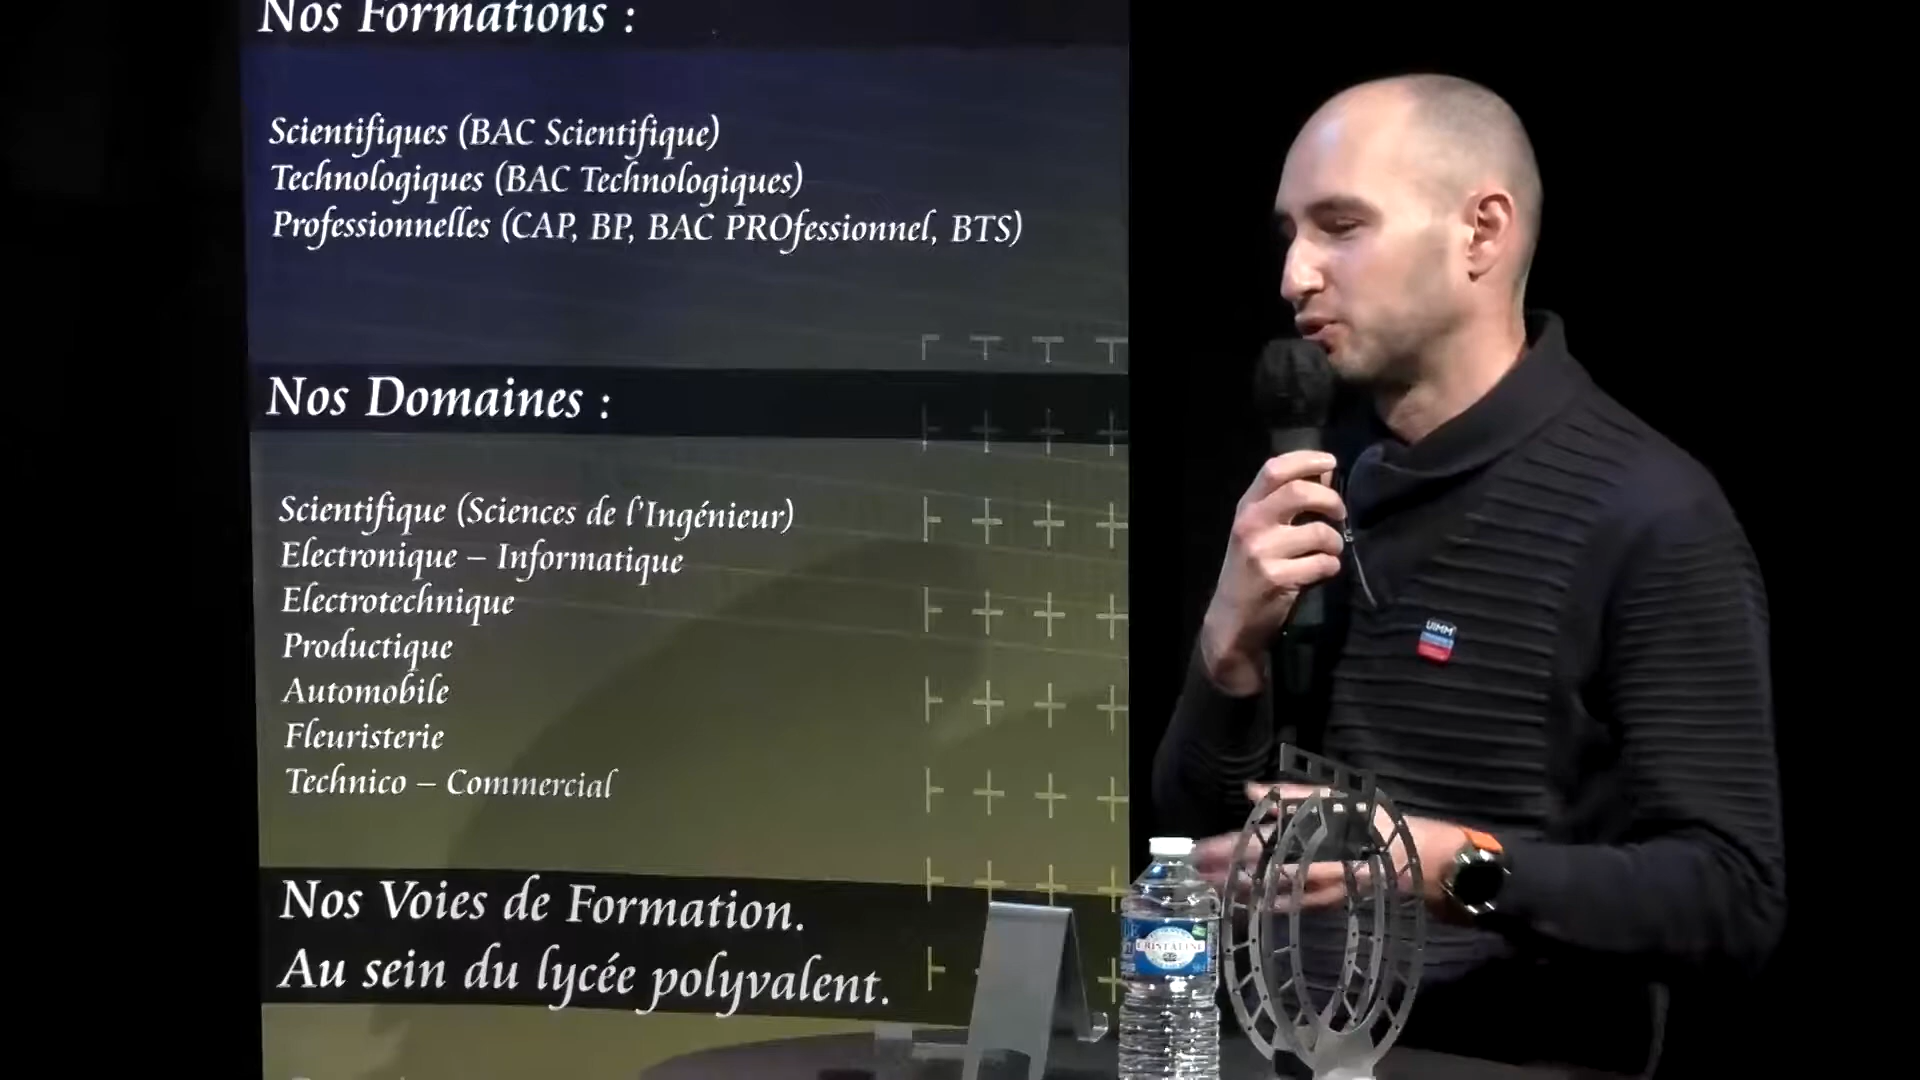 Nos Formations :
Scientifiques (BAC Scientifique)
Technologiques (BAC Technologiques)
Professionnelles (CAP, BP, BAC PROfessionnel, BTS)
Nos Domaines :
Scientifique (Sciences de l'Ingénieur)
Electronique – Informatique
Electrotechnique
Productique
Automobile
Fleuristerie
Technico – Commercial
Nos Voies de Formation.
Au sein du lycée polyvalent.
UIMM
CRISTALINE